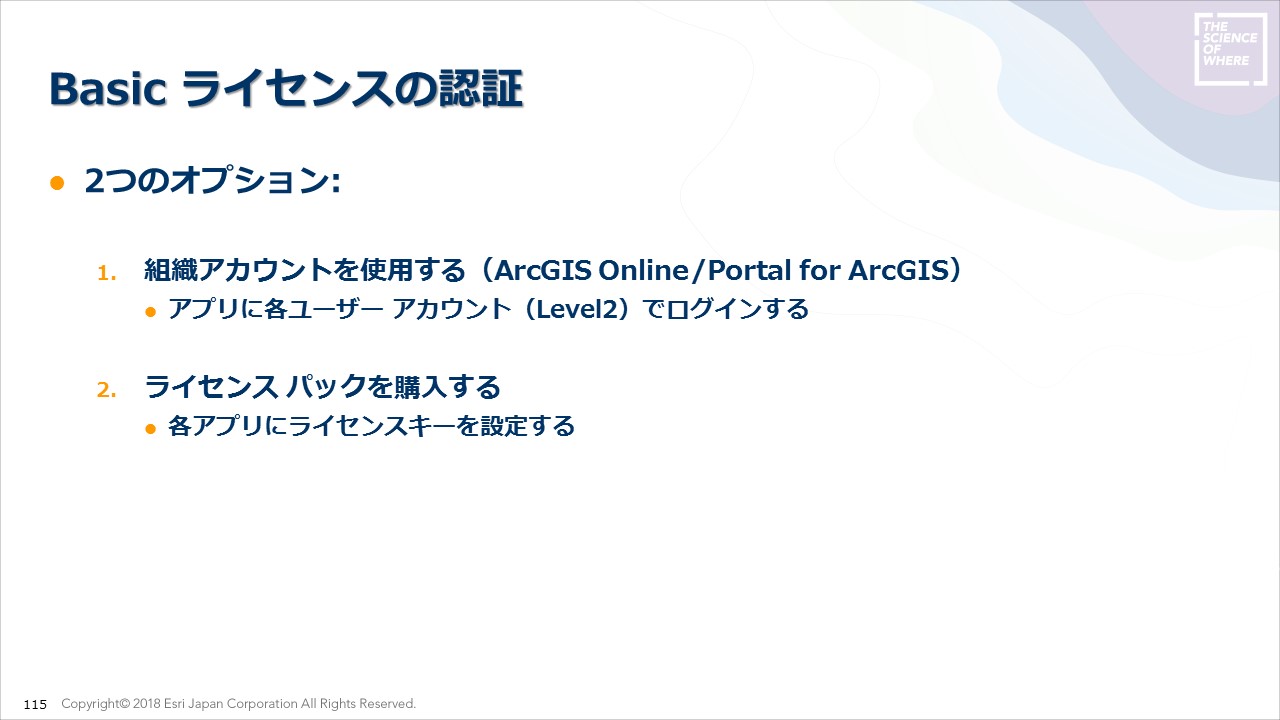 THE
SCIENCE
OF
WHERE
Basic ライセンスの認証
● 2つのオプション:
1. 組織アカウントを使用する（ArcGIS Online/Portal for ArcGIS）
● アプリに各ユーザー アカウント（Level2）でログインする
2. ライセンス パックを購入する
● 各アプリにライセンスキーを設定する
115 Copyright© 2018 Esri Japan Corporation All Rights Reserved.